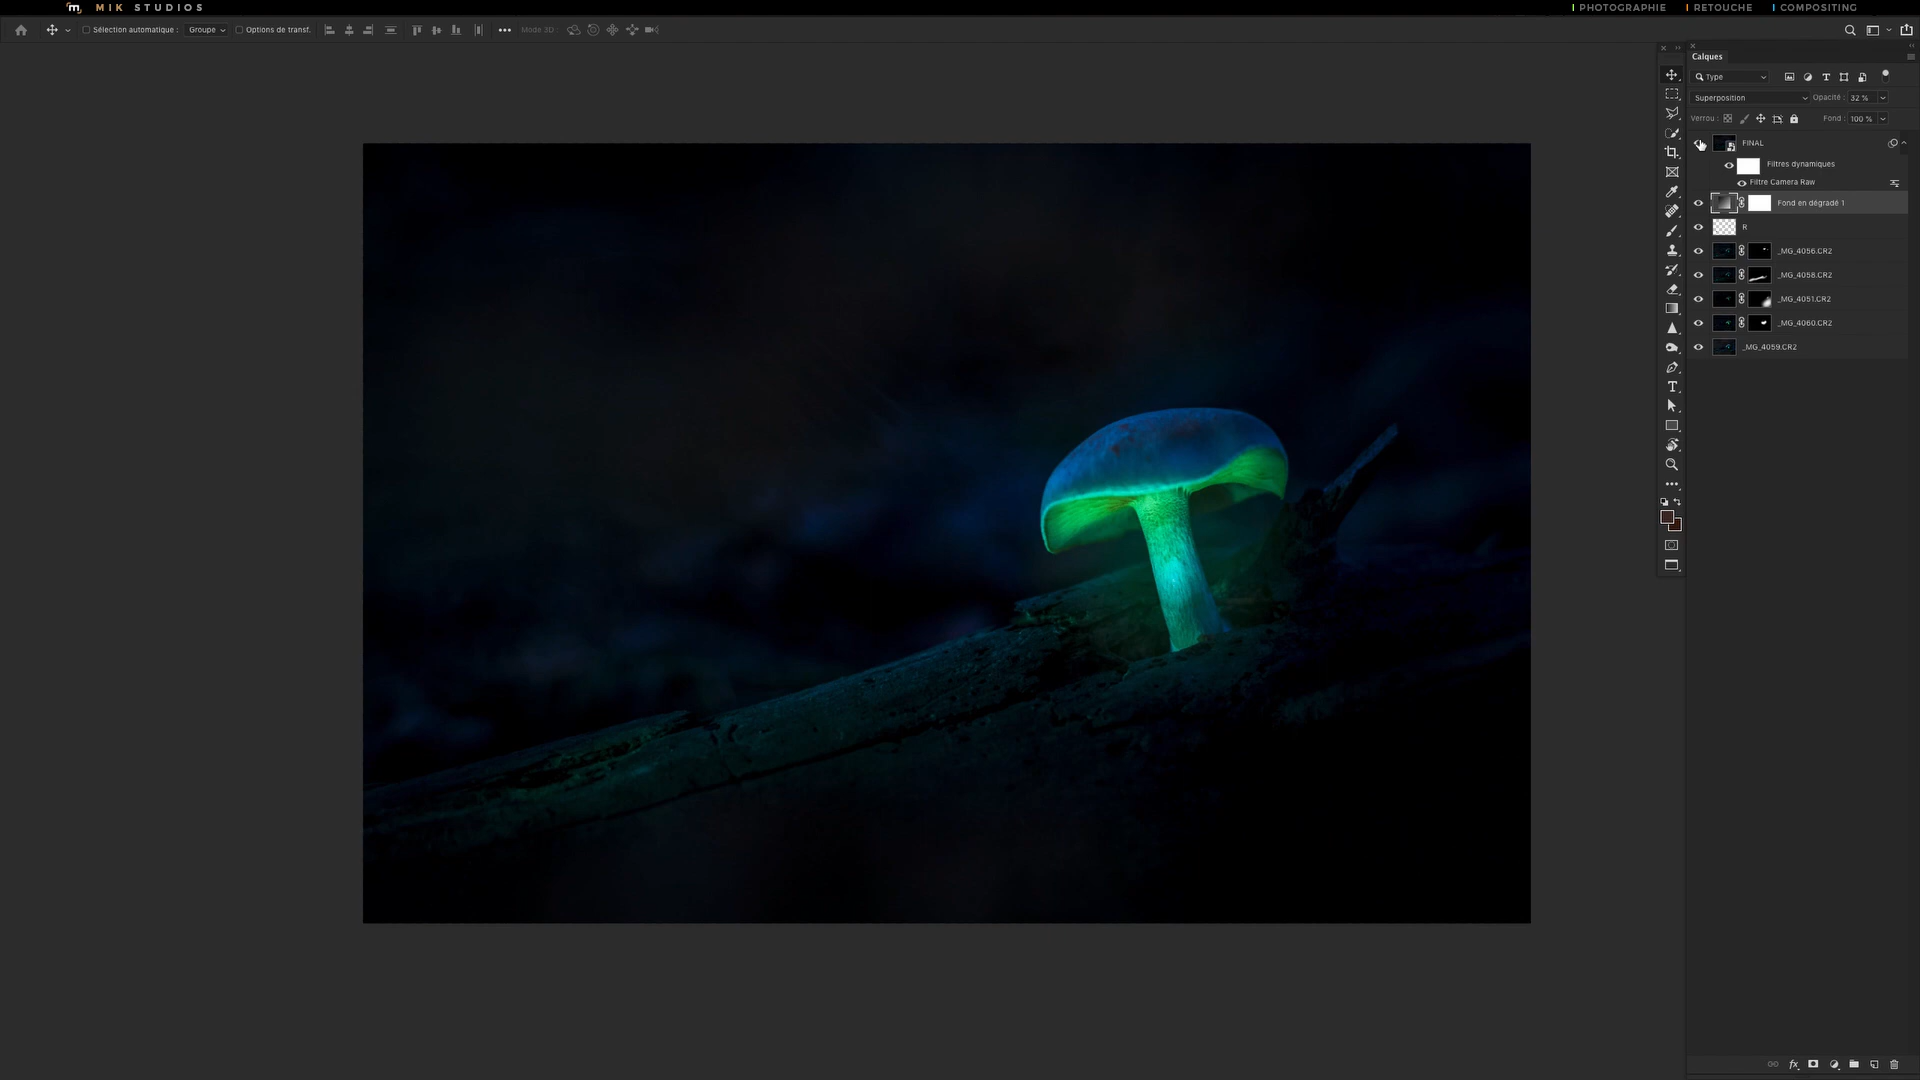 MIK STUDIOS
PHOTOGRAPHIE RETOUCHE COMPOSITING
Sélection automatique : Groupe Options de transf. Mode 3D :
Calques
Type
Superposition Opacité : 32 %
Verrou : Fond : 100 %
FINAL
Filtres dynamiques
Filtre Camera Raw
Fond en dégradé 1
R
_MG_4056.CR2
_MG_4058.CR2
_MG_4051.CR2
_MG_4060.CR2
_MG_4059.CR2